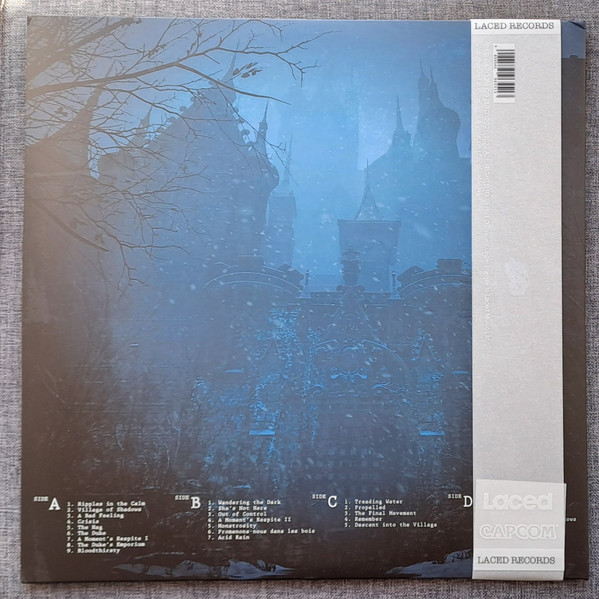 LACED RECORDS
SIDE A
1. Ripples in the Calm
2. Village of Shadows
3. A Bad Feeling
4. Crisis
5. The Hag
6. The Duke
7. A Moment's Respite I
8. The Duke's Emporium
9. Bloodthirsty
SIDE B
1. Wandering the Dark
2. She's Not Here
3. Out of Control
4. A Moment's Respite II
5. Monstrosity
6. Promenons-nous dans les bois
7. Acid Rain
SIDE C
1. Treading Water
2. Propelled
3. The Final Movement
4. Remember
5. Descent into the Village
SIDE D
Laced
CAPCOM
LACED RECORDS